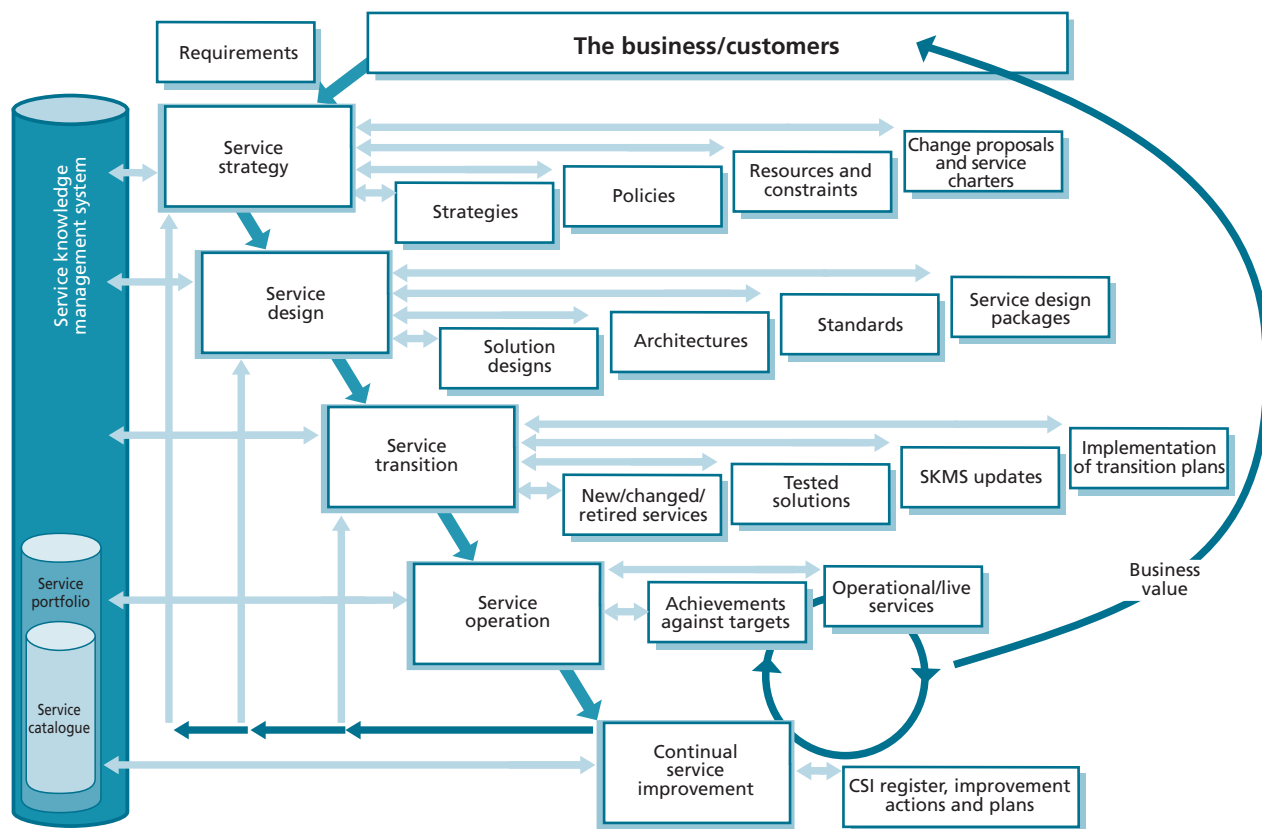 Requirements
The business/customers
Service knowledge
management system
Service
strategy
Strategies
Policies
Resources and
constraints
Change proposals
and service
charters
Service
design
Solution
designs
Architectures
Standards
Service design
packages
Service
transition
New/changed/
retired services
Tested
solutions
SKMS updates
Implementation
of transition plans
Service
portfolio
Service
operation
Achievements
against targets
Operational/live
services
Business
value
Service
catalogue
Continual
service
improvement
CSI register, improvement
actions and plans